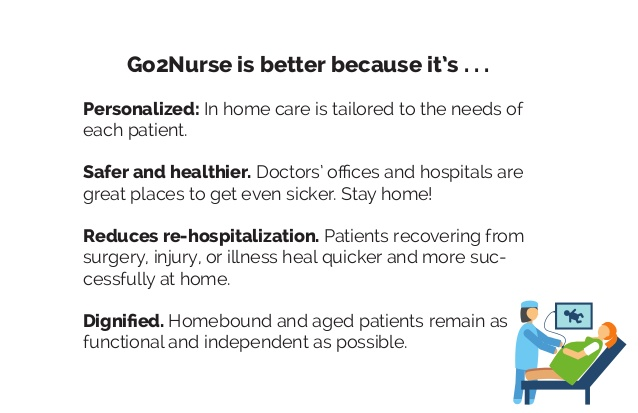 Go2Nurse is better because it's . . .
Personalized: In home care is tailored to the needs of
each patient.
Safer and healthier. Doctors' offices and hospitals are
great places to get even sicker. Stay home!
Reduces re-hospitalization. Patients recovering from
surgery, injury, or illness heal quicker and more suc-
cessfully at home.
Dignified. Homebound and aged patients remain as
functional and independent as possible.